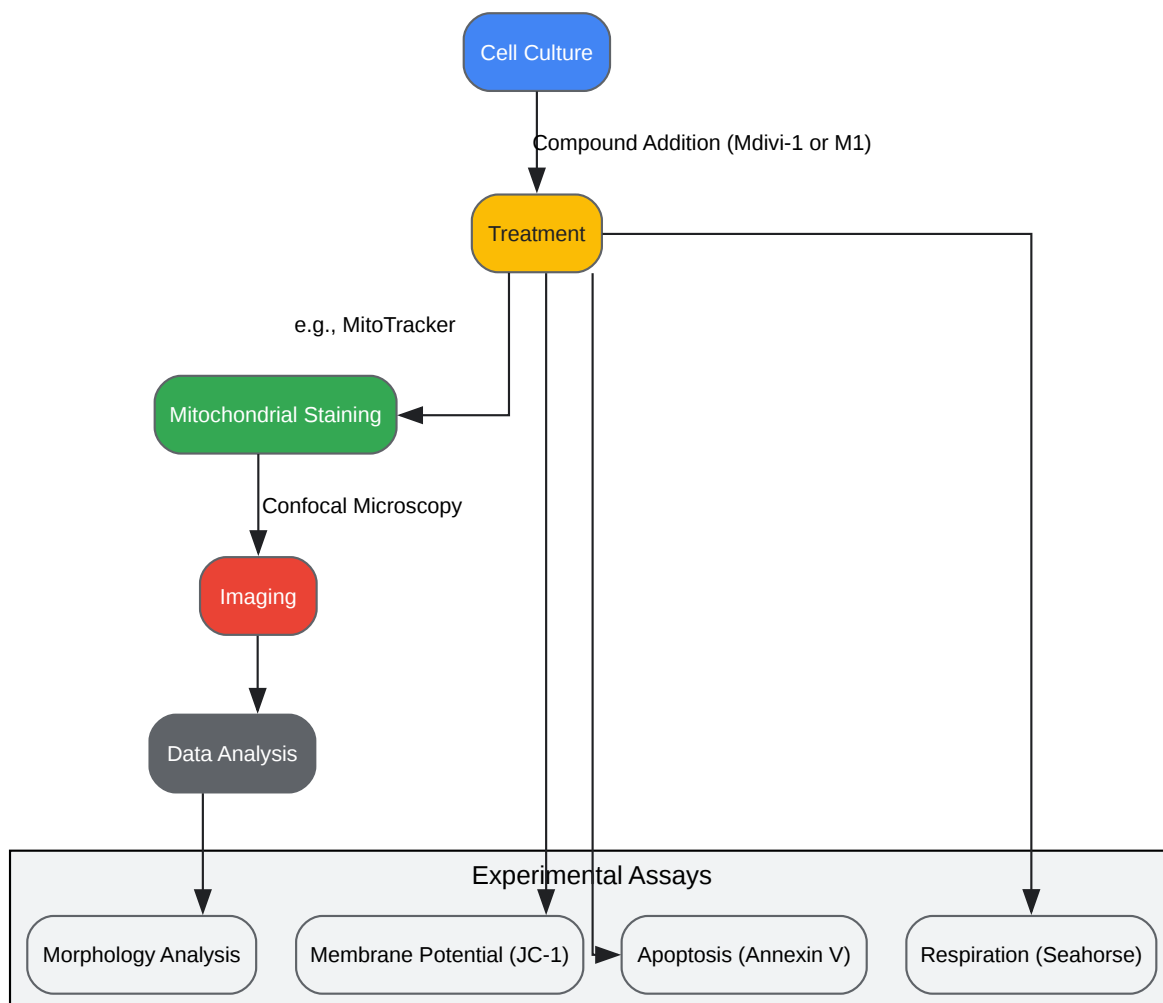 Cell Culture
Compound Addition (Mdivi-1 or M1)
Treatment
e.g., MitoTracker
Mitochondrial Staining
Confocal Microscopy
Imaging
Data Analysis
Experimental Assays
Morphology Analysis
Membrane Potential (JC-1)
Apoptosis (Annexin V)
Respiration (Seahorse)